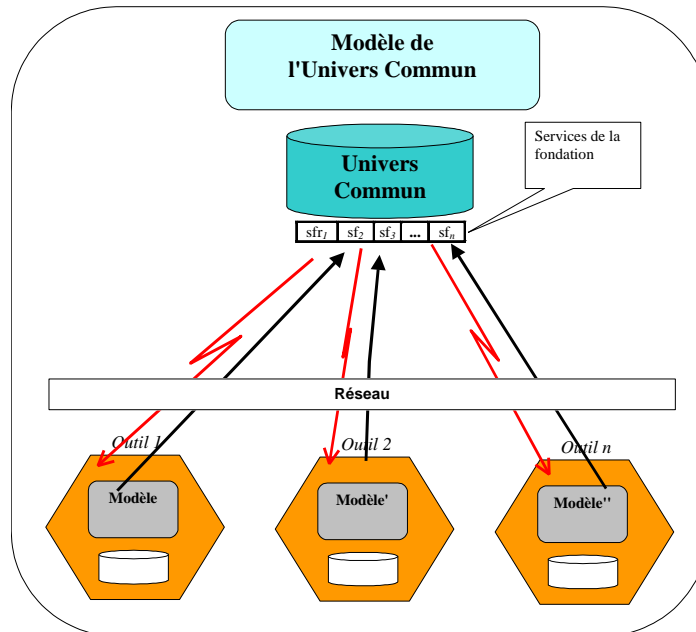 Modèle de
l'Univers Commun
Univers
Commun
Services de la
fondation
sfr1 sf2 sf3 ... sfn
Réseau
Outil 1 Outil 2 Outil n
Modèle Modèle' Modèle''